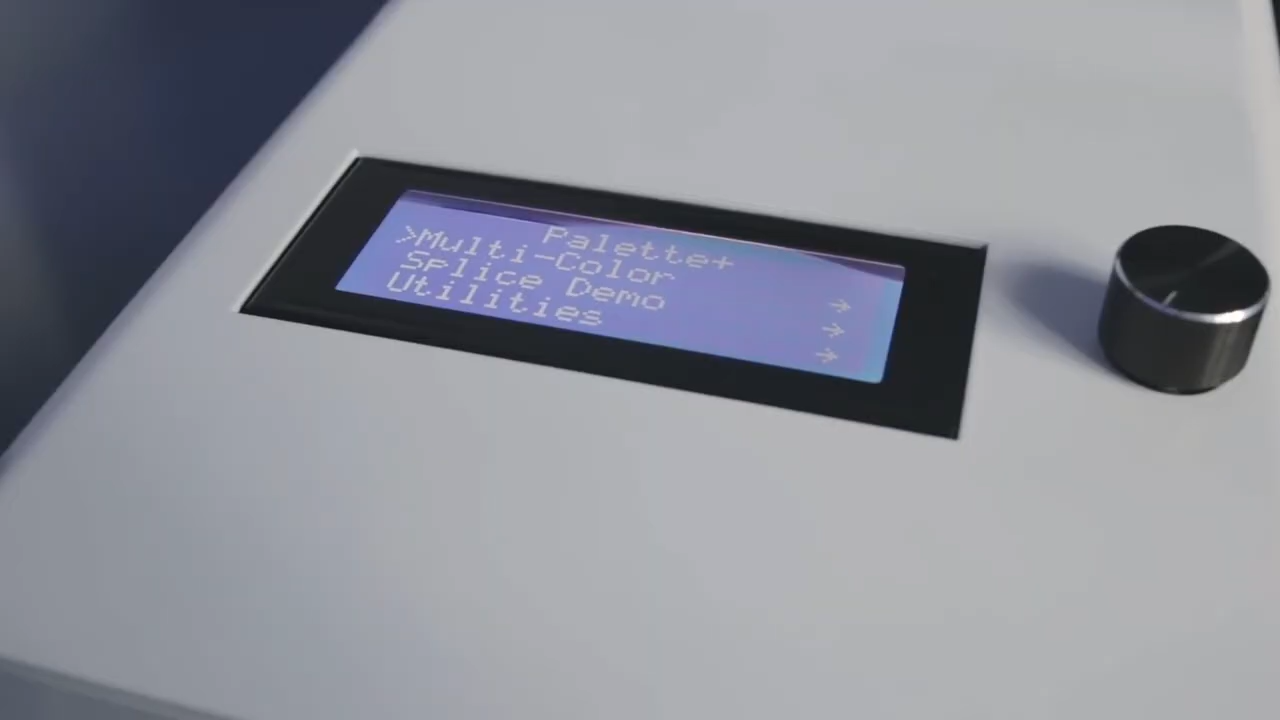 Palette+
>Multi-Color →
Splice Demo →
Utilities →